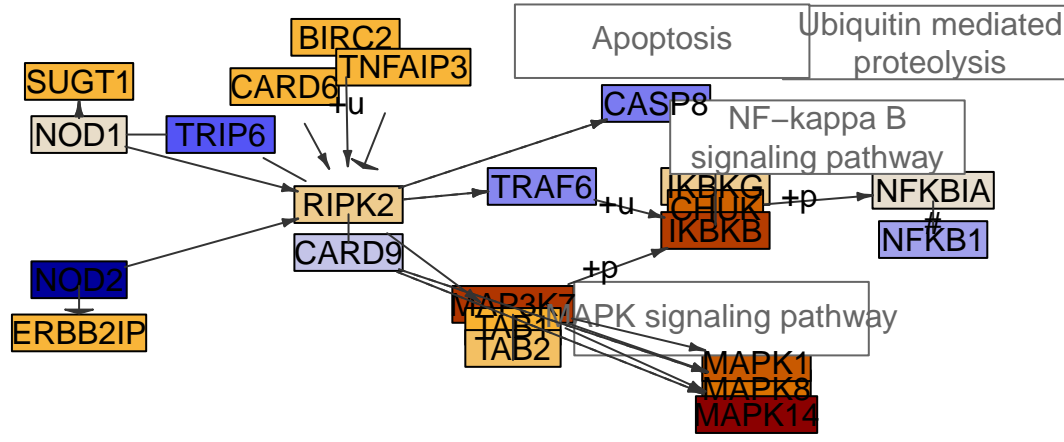 BIRC2
Apoptosis
Ubiquitin mediated
proteolysis
TNFAIP3
SUGT1
CARD6
+u
CASP8
NOD1
TRIP6
NF−kappa B
signaling pathway
RIPK2
TRAF6
+u
IKBKG
CHUK
IKBKB
+p
NFKBIA
#
NFKB1
CARD9
NOD2
+p
ERBB2IP
MAP3K7
TAB1
TAB2
MAPK signaling pathway
MAPK1
MAPK8
MAPK14